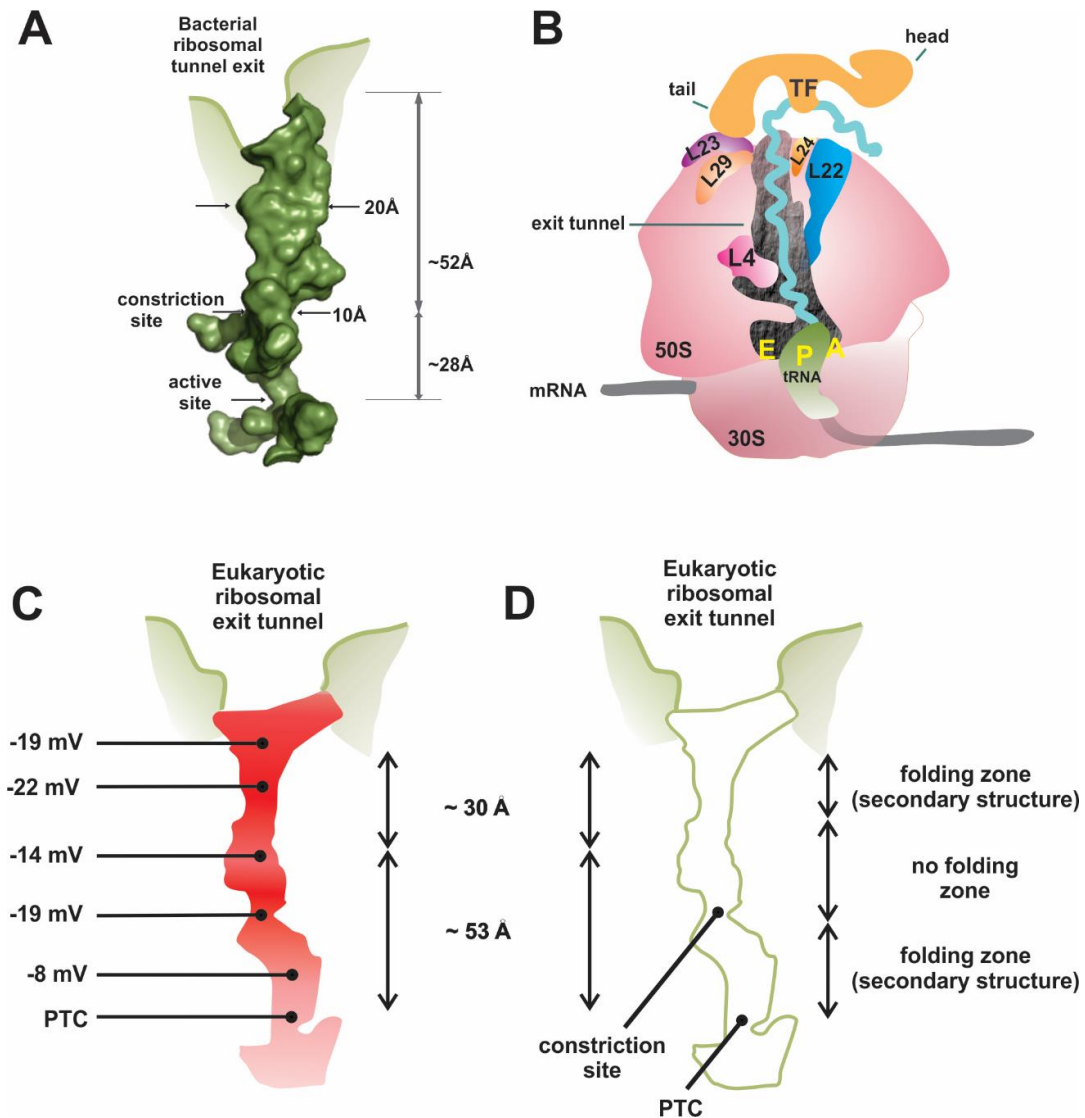 A
Bacterial
ribosomal
tunnel exit
20Å
~52Å
constriction
site
10Å
~28Å
active
site
B
head
tail
TF
L23
L29
L24
L22
exit tunnel
L4
50S
E P A
tRNA
mRNA
30S
C
Eukaryotic
ribosomal
exit tunnel
-19 mV
-22 mV
~ 30 Å
-14 mV
-19 mV
~ 53 Å
-8 mV
PTC
D
Eukaryotic
ribosomal
exit tunnel
folding zone
(secondary structure)
no folding
zone
folding zone
(secondary structure)
constriction
site
PTC